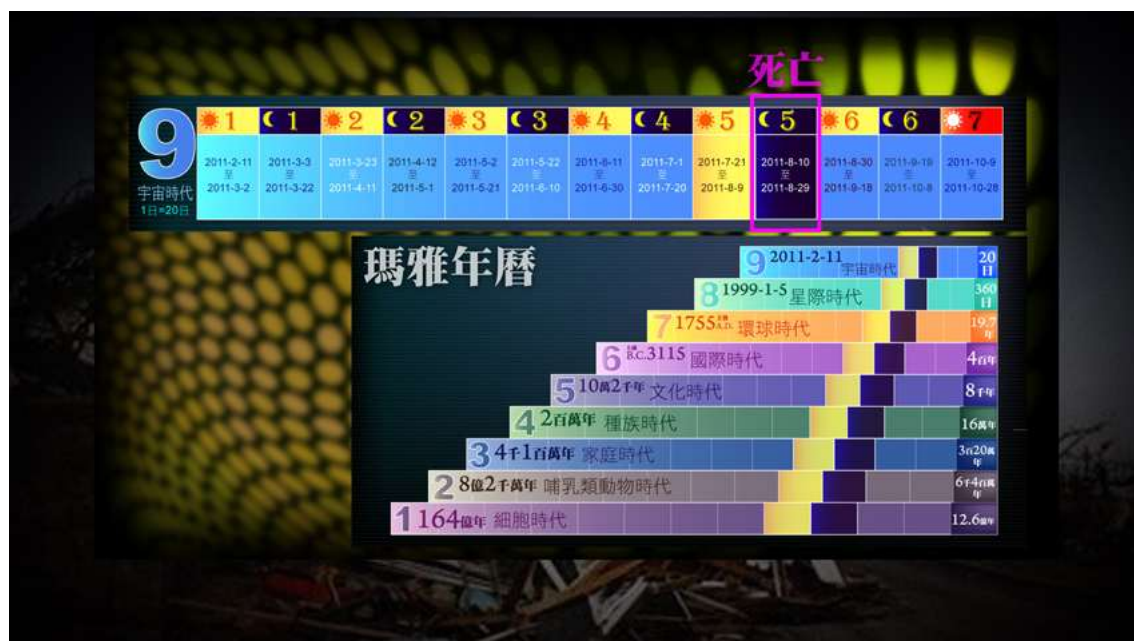 死亡
9
宇宙時代
1日=20日
1 1 2 2 3 3 4 4 5 5 6 6 7
2011-2-11 至 2011-3-2
2011-3-3 至 2011-3-22
2011-3-23 至 2011-4-11
2011-4-12 至 2011-5-1
2011-5-2 至 2011-5-21
2011-5-22 至 2011-6-10
2011-6-11 至 2011-6-30
2011-7-1 至 2011-7-20
2011-7-21 至 2011-8-9
2011-8-10 至 2011-8-29
2011-8-30 至 2011-9-18
2011-9-19 至 2011-10-8
2011-10-9 至 2011-10-28
瑪雅年曆
9 2011-2-11 宇宙時代 20日
8 1999-1-5 星際時代 360日
7 1755 A.D. 環球時代 19.7年
6 B.C.3115 國際時代 4百年
5 10萬2千年 文化時代 8千年
4 2百萬年 種族時代 16萬年
3 4千1百萬年 家庭時代 3百20萬年
2 8億2千萬年 哺乳類動物時代 6千4百萬年
1 164億年 細胞時代 12.6億年